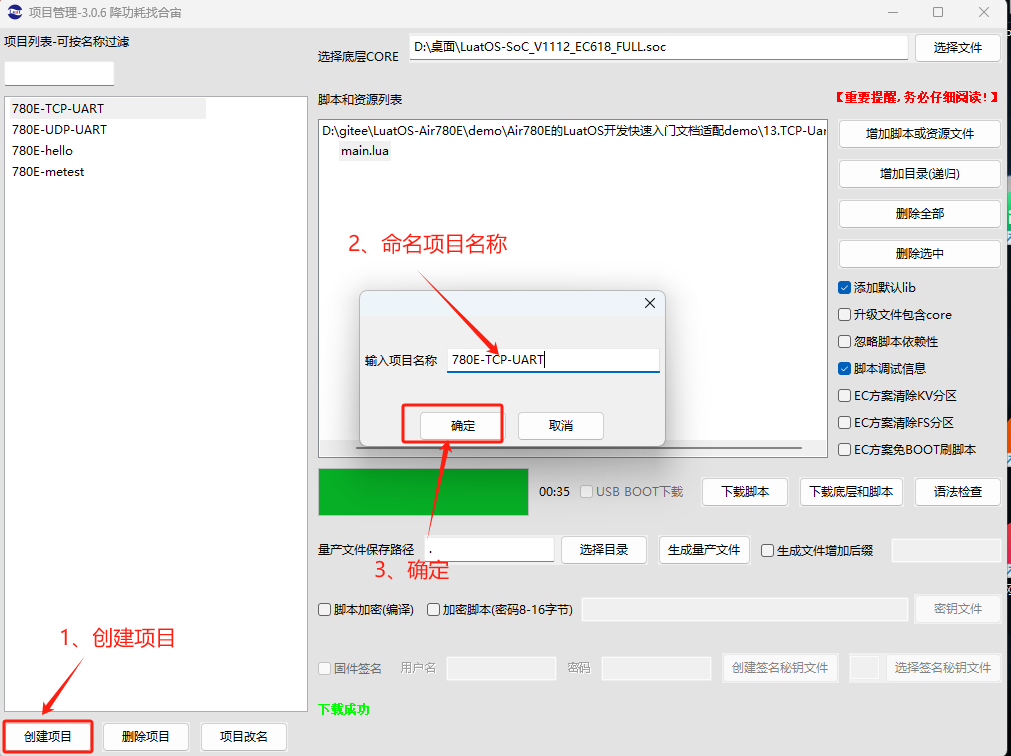 项目管理-3.0.6 降功耗找合宙
项目列表-可按名称过滤
780E-TCP-UART
780E-UDP-UART
780E-hello
780E-metest
选择底层CORE
D:\桌面\LuatOS-SoC_V1112_EC618_FULL.soc
选择文件
脚本和资源列表
【重要提醒, 务必仔细阅读! 】
D:\gitee\LuatOS-Air780E\demo\Air780E的LuatOS开发快速入门文档适配demo\13.TCP-Uar
main.lua
增加脚本或资源文件
增加目录(递归)
删除全部
删除选中
添加默认lib
升级文件包含core
忽略脚本依赖性
脚本调试信息
EC方案清除KV分区
EC方案清除FS分区
EC方案免BOOT刷脚本
2、命名项目名称
输入项目名称
780E-TCP-UART
确定
取消
00:35
USB BOOT下载
下载脚本
下载底层和脚本
语法检查
量产文件保存路径
.
选择目录
生成量产文件
生成文件增加后缀
3、确定
脚本加密(编译)
加密脚本(密码8-16字节)
密钥文件
固件签名
用户名
密码
创建签名秘钥文件
选择签名秘钥文件
下载成功
1、创建项目
创建项目
删除项目
项目改名